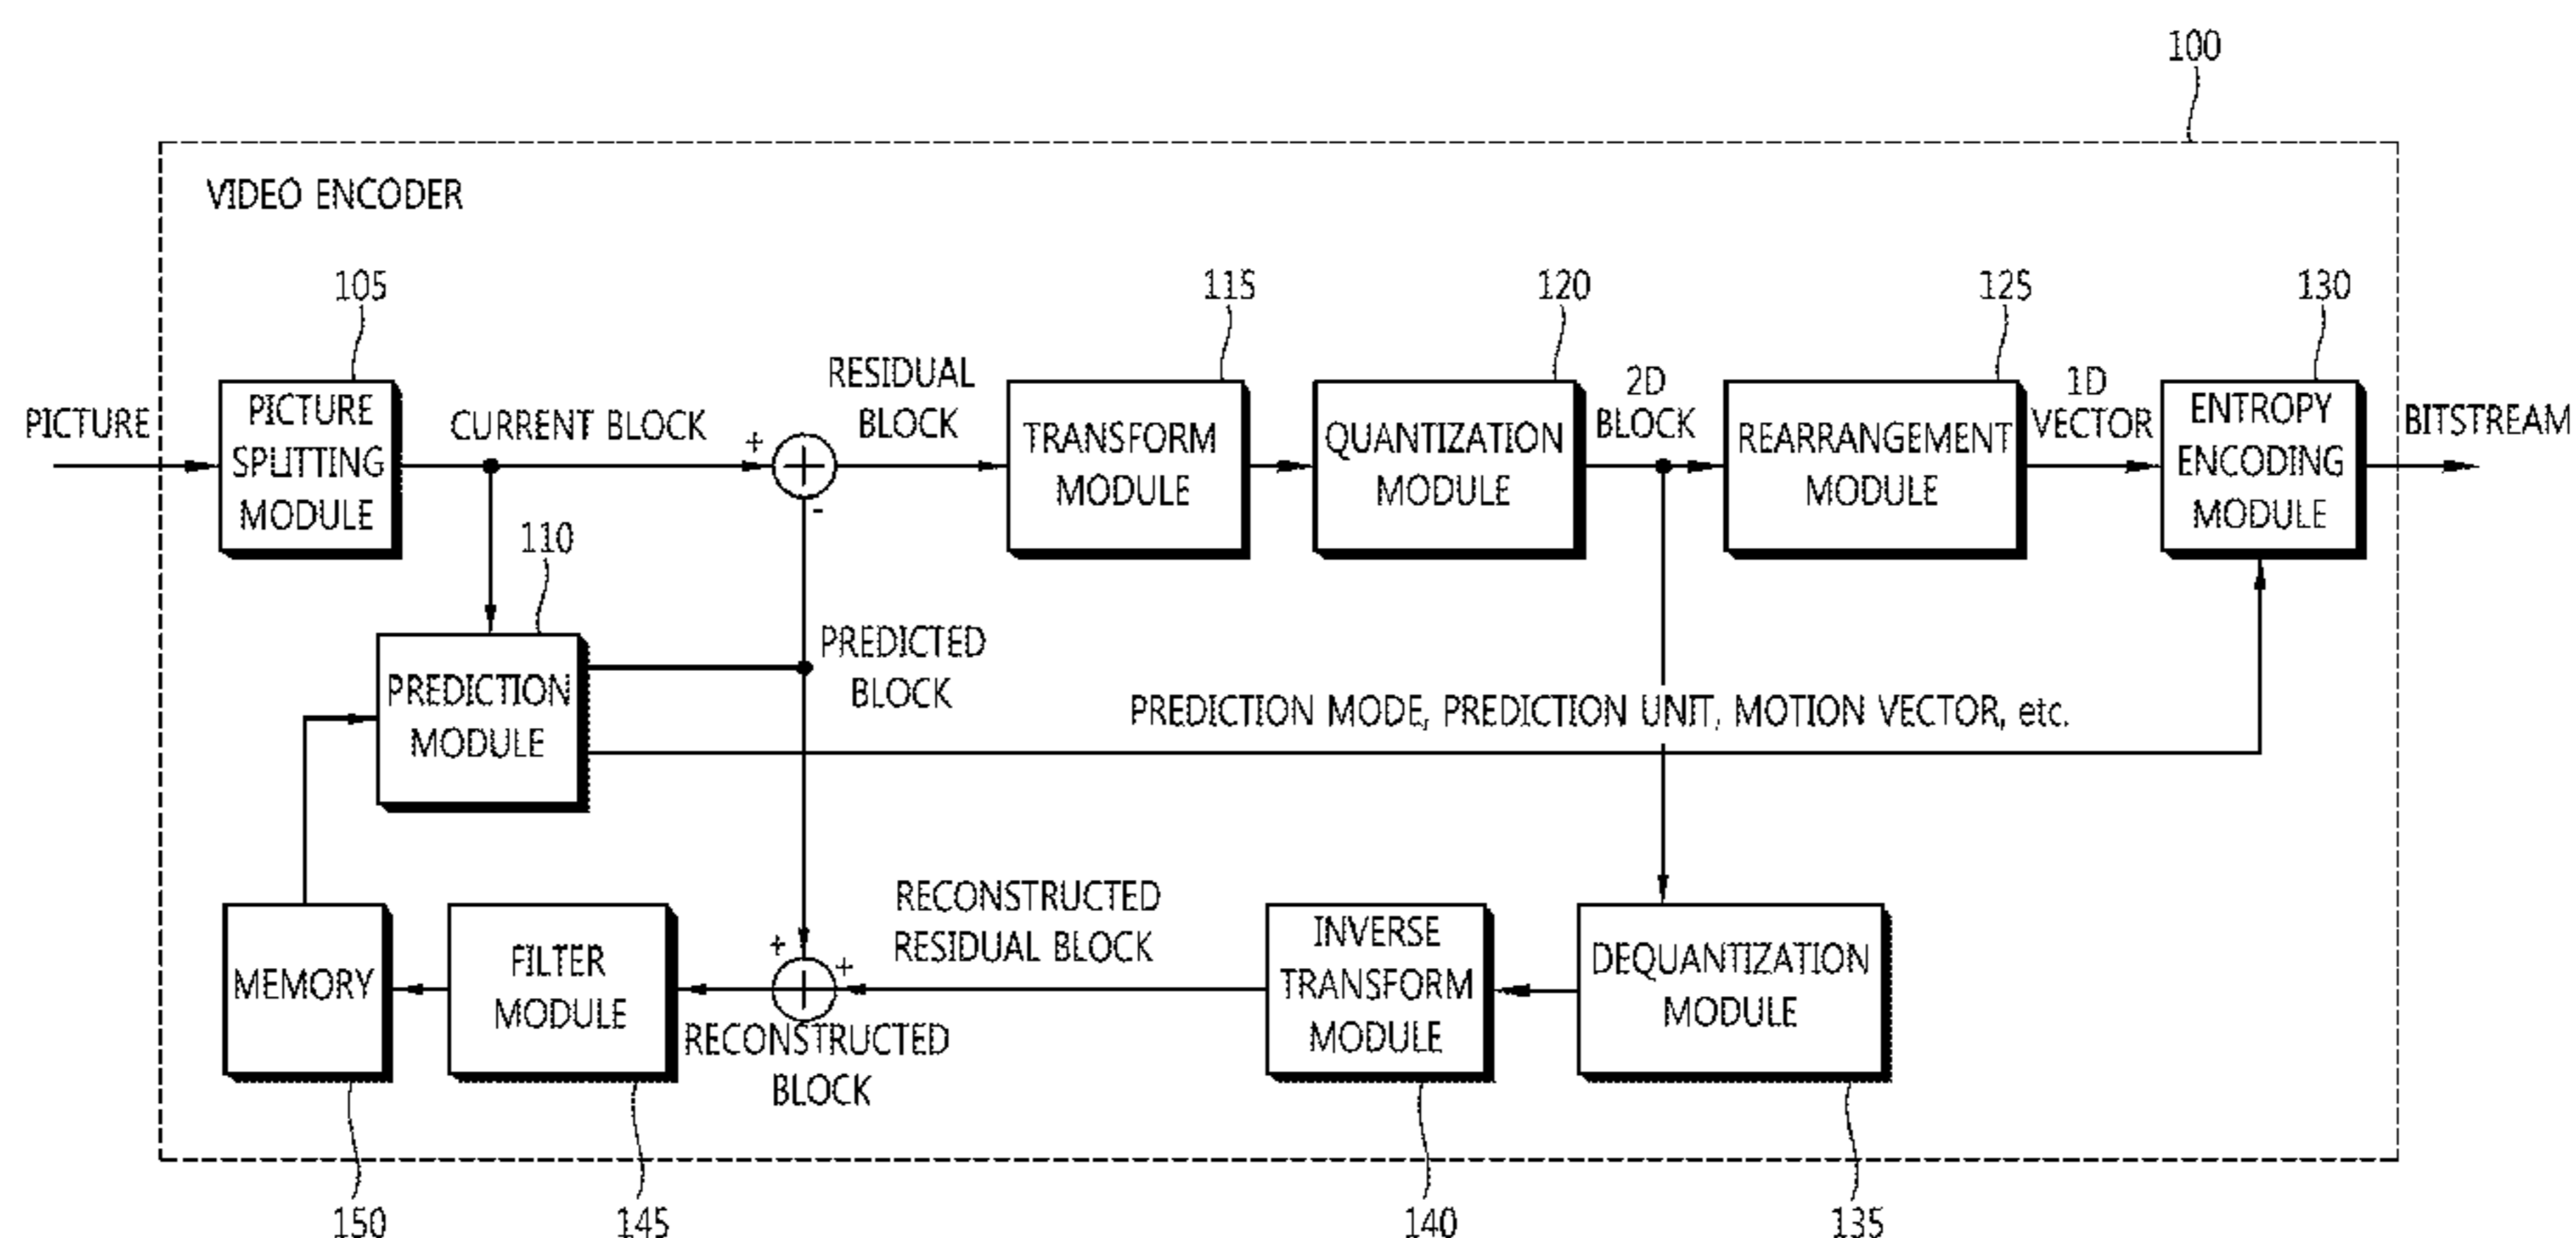 100
VIDEO ENCODER
105
115
120
125
130
PICTURE
PICTURE
SPLITTING
MODULE
CURRENT BLOCK
+
-
RESIDUAL
BLOCK
TRANSFORM
MODULE
QUANTIZATION
MODULE
2D
BLOCK
REARRANGEMENT
MODULE
1D
VECTOR
ENTROPY
ENCODING
MODULE
BITSTREAM
110
PREDICTION
MODULE
PREDICTED
BLOCK
PREDICTION MODE, PREDICTION UNIT, MOTION VECTOR, etc.
MEMORY
FILTER
MODULE
+
+
RECONSTRUCTED
BLOCK
RECONSTRUCTED
RESIDUAL BLOCK
INVERSE
TRANSFORM
MODULE
DEQUANTIZATION
MODULE
150
145
140
135